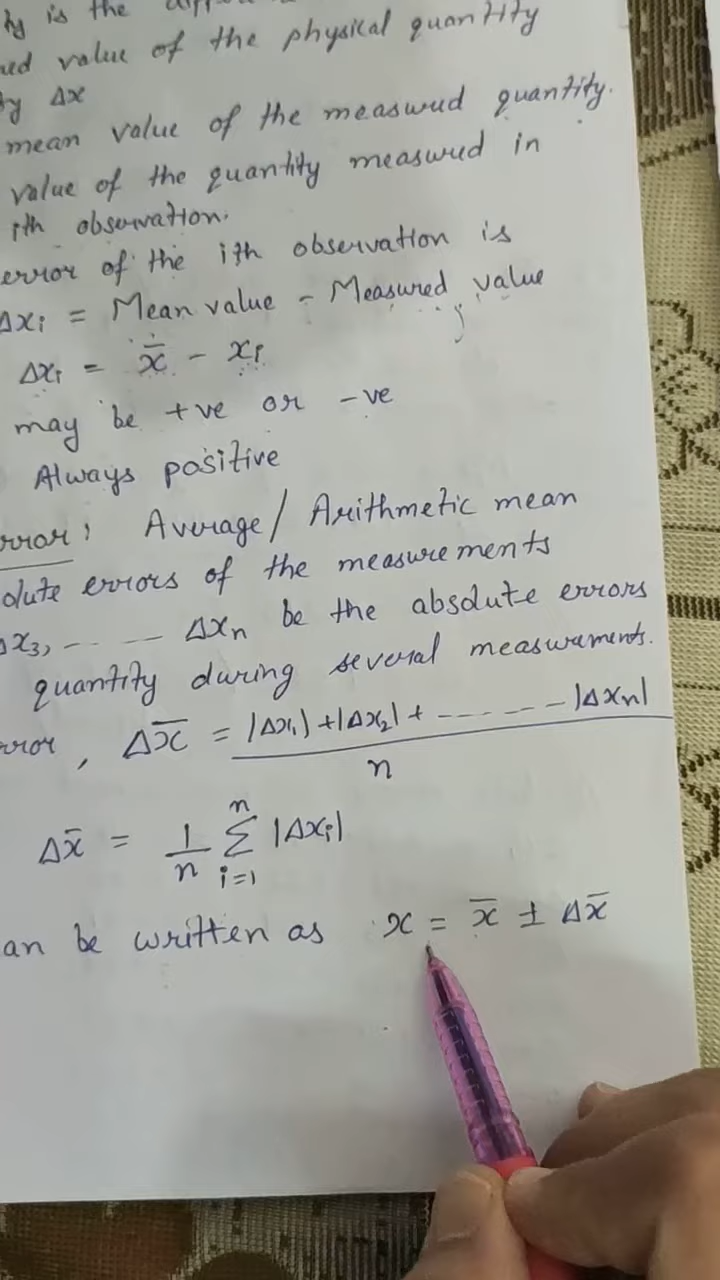 is the
value of the physical quantity
Δx
mean value of the measured quantity.
value of the quantity measured in
ith observation.
error of the ith observation is
Δxi = Mean value - Measured value
Δxi = x̄ - xi
may be +ve or -ve
Always positive
Average/ Arithmetic mean
errors of the measurements
Δx3, ------ Δxn be the absolute errors
quantity during several measurements.
, Δx̄ = |Δx1| + |Δx2| + ------- |Δxn|
n
Δx̄ = 1/n Σ i=1 n |Δxi|
be written as x = x̄ ± Δx̄